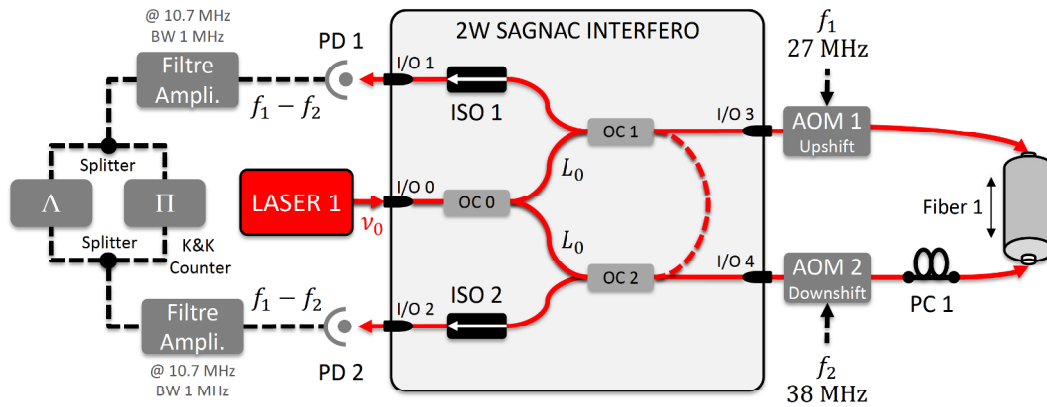 2W SAGNAC INTERFERO
@ 10.7 MHz
BW 1 MHz
Filtre
Ampli.
f₁ − f₂
PD 1
I/O 1
ISO 1
OC 1
I/O 3
f₁
27 MHz
AOM 1
Upshift
Splitter
Λ
Π
Splitter
K&K
Counter
LASER 1
ν₀
I/O 0
OC 0
L₀
L₀
Fiber 1
Filtre
Ampli.
@ 10.7 MHz
BW 1 MHz
f₁ − f₂
PD 2
I/O 2
ISO 2
OC 2
I/O 4
AOM 2
Downshift
PC 1
f₂
38 MHz